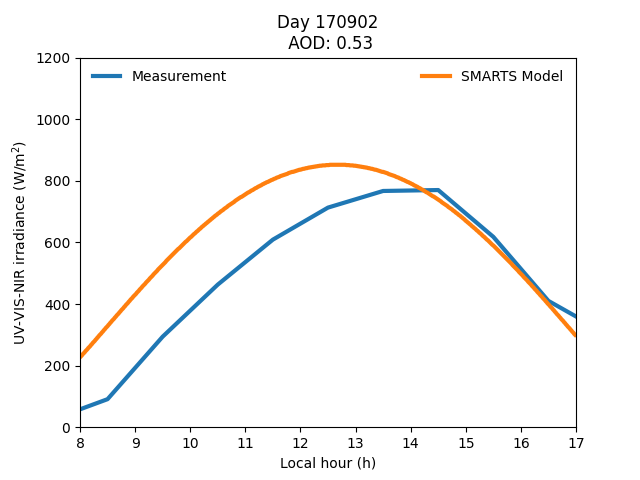 Day 170902
AOD: 0.53
Measurement
SMARTS Model
UV-VIS-NIR irradiance (W/m²)
1200
1000
800
600
400
200
0
8 9 10 11 12 13 14 15 16 17
Local hour (h)